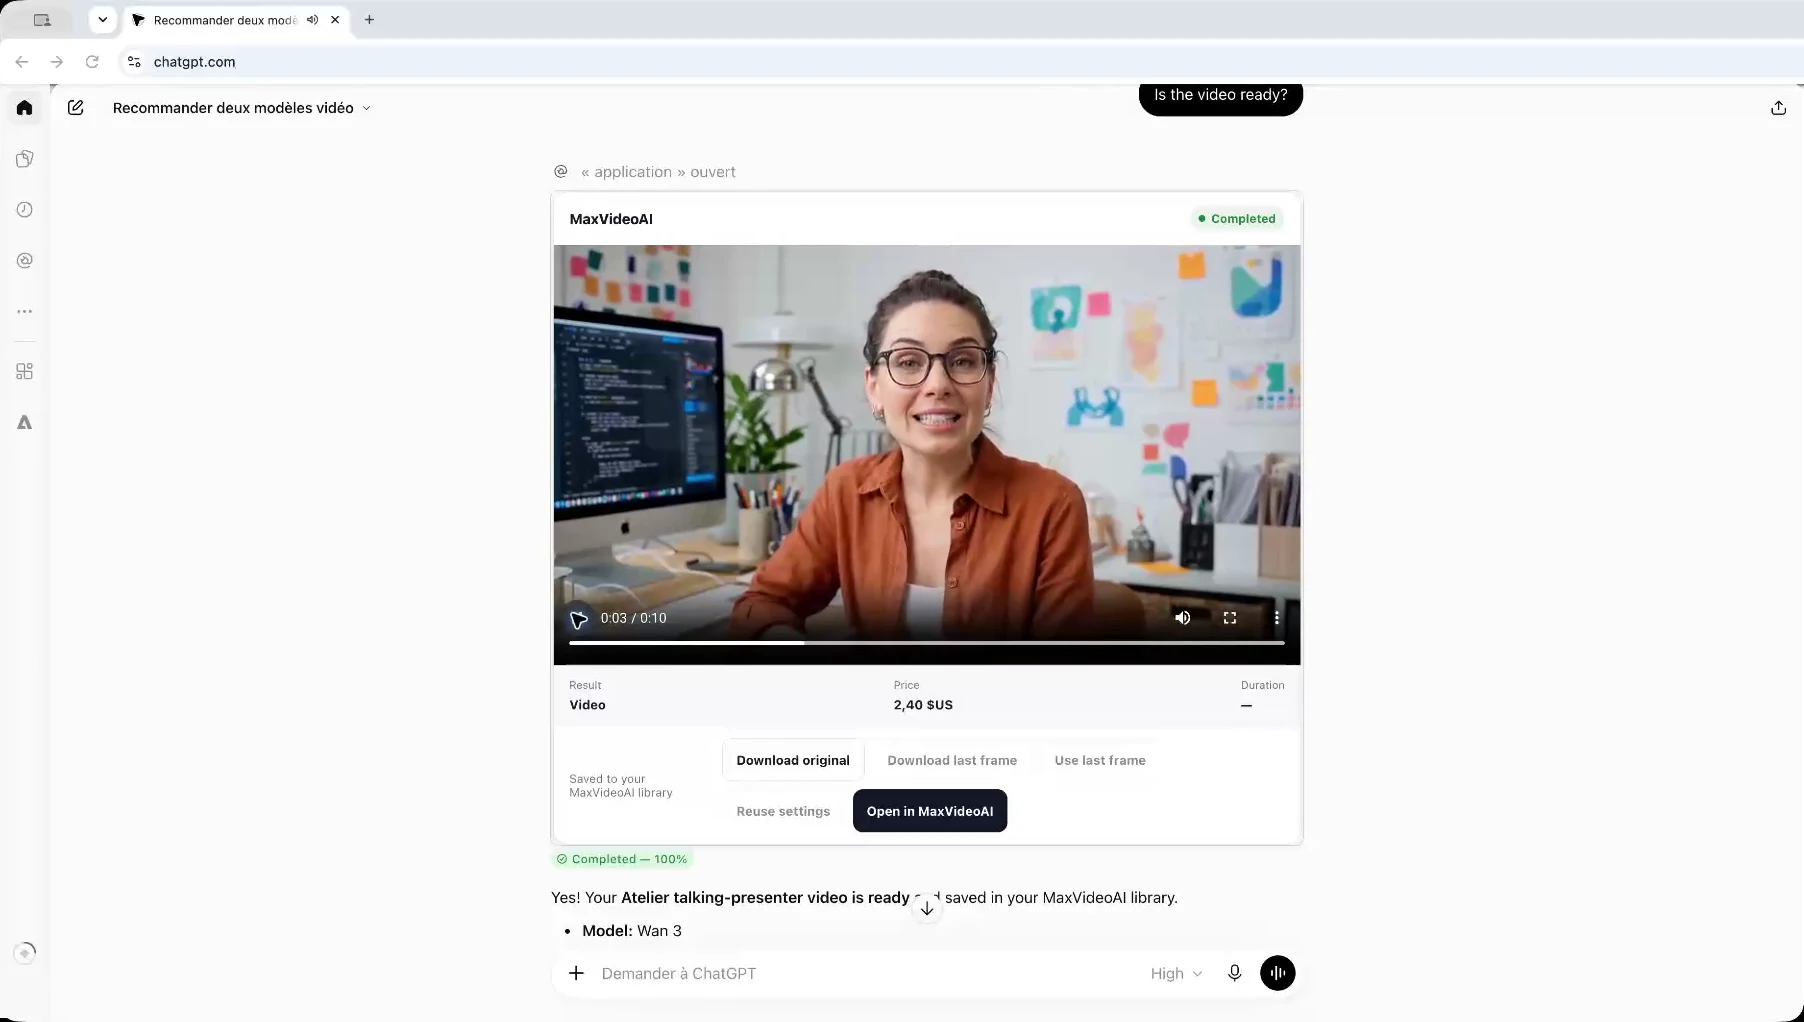 Recommander deux modè
chatgpt.com
Recommander deux modèles vidéo
Is the video ready?
« application » ouvert
MaxVideoAI
Completed
0:03 / 0:10
Result
Price
Duration
Video
2,40 $US
—
Saved to your
MaxVideoAI library
Download original
Download last frame
Use last frame
Reuse settings
Open in MaxVideoAI
Completed — 100%
Yes! Your Atelier talking-presenter video is ready and saved in your MaxVideoAI library.
• Model: Wan 3
Demander à ChatGPT
High